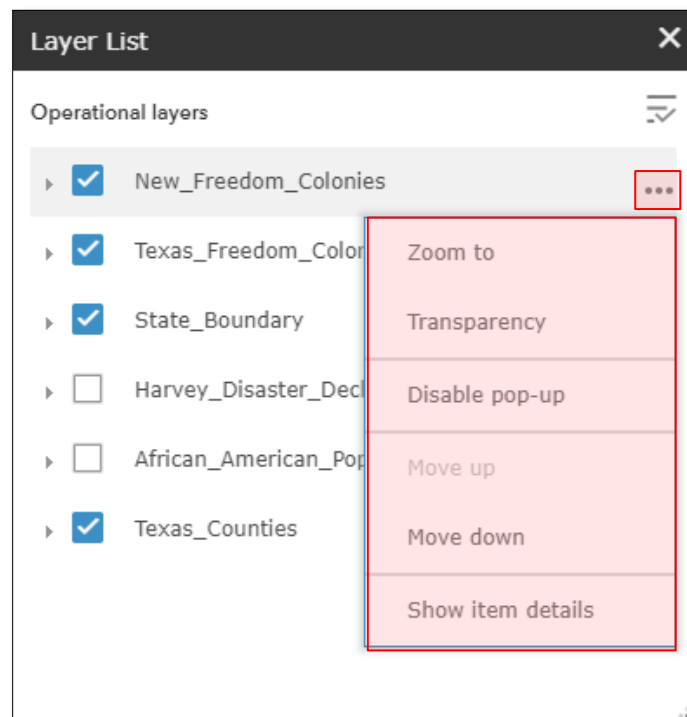 Layer List
Operational layers
New_Freedom_Colonies
Texas_Freedom_Color
Zoom to
State_Boundary
Transparency
Harvey_Disaster_Decl
Disable pop-up
African_American_Pop
Move up
Texas_Counties
Move down
Show item details